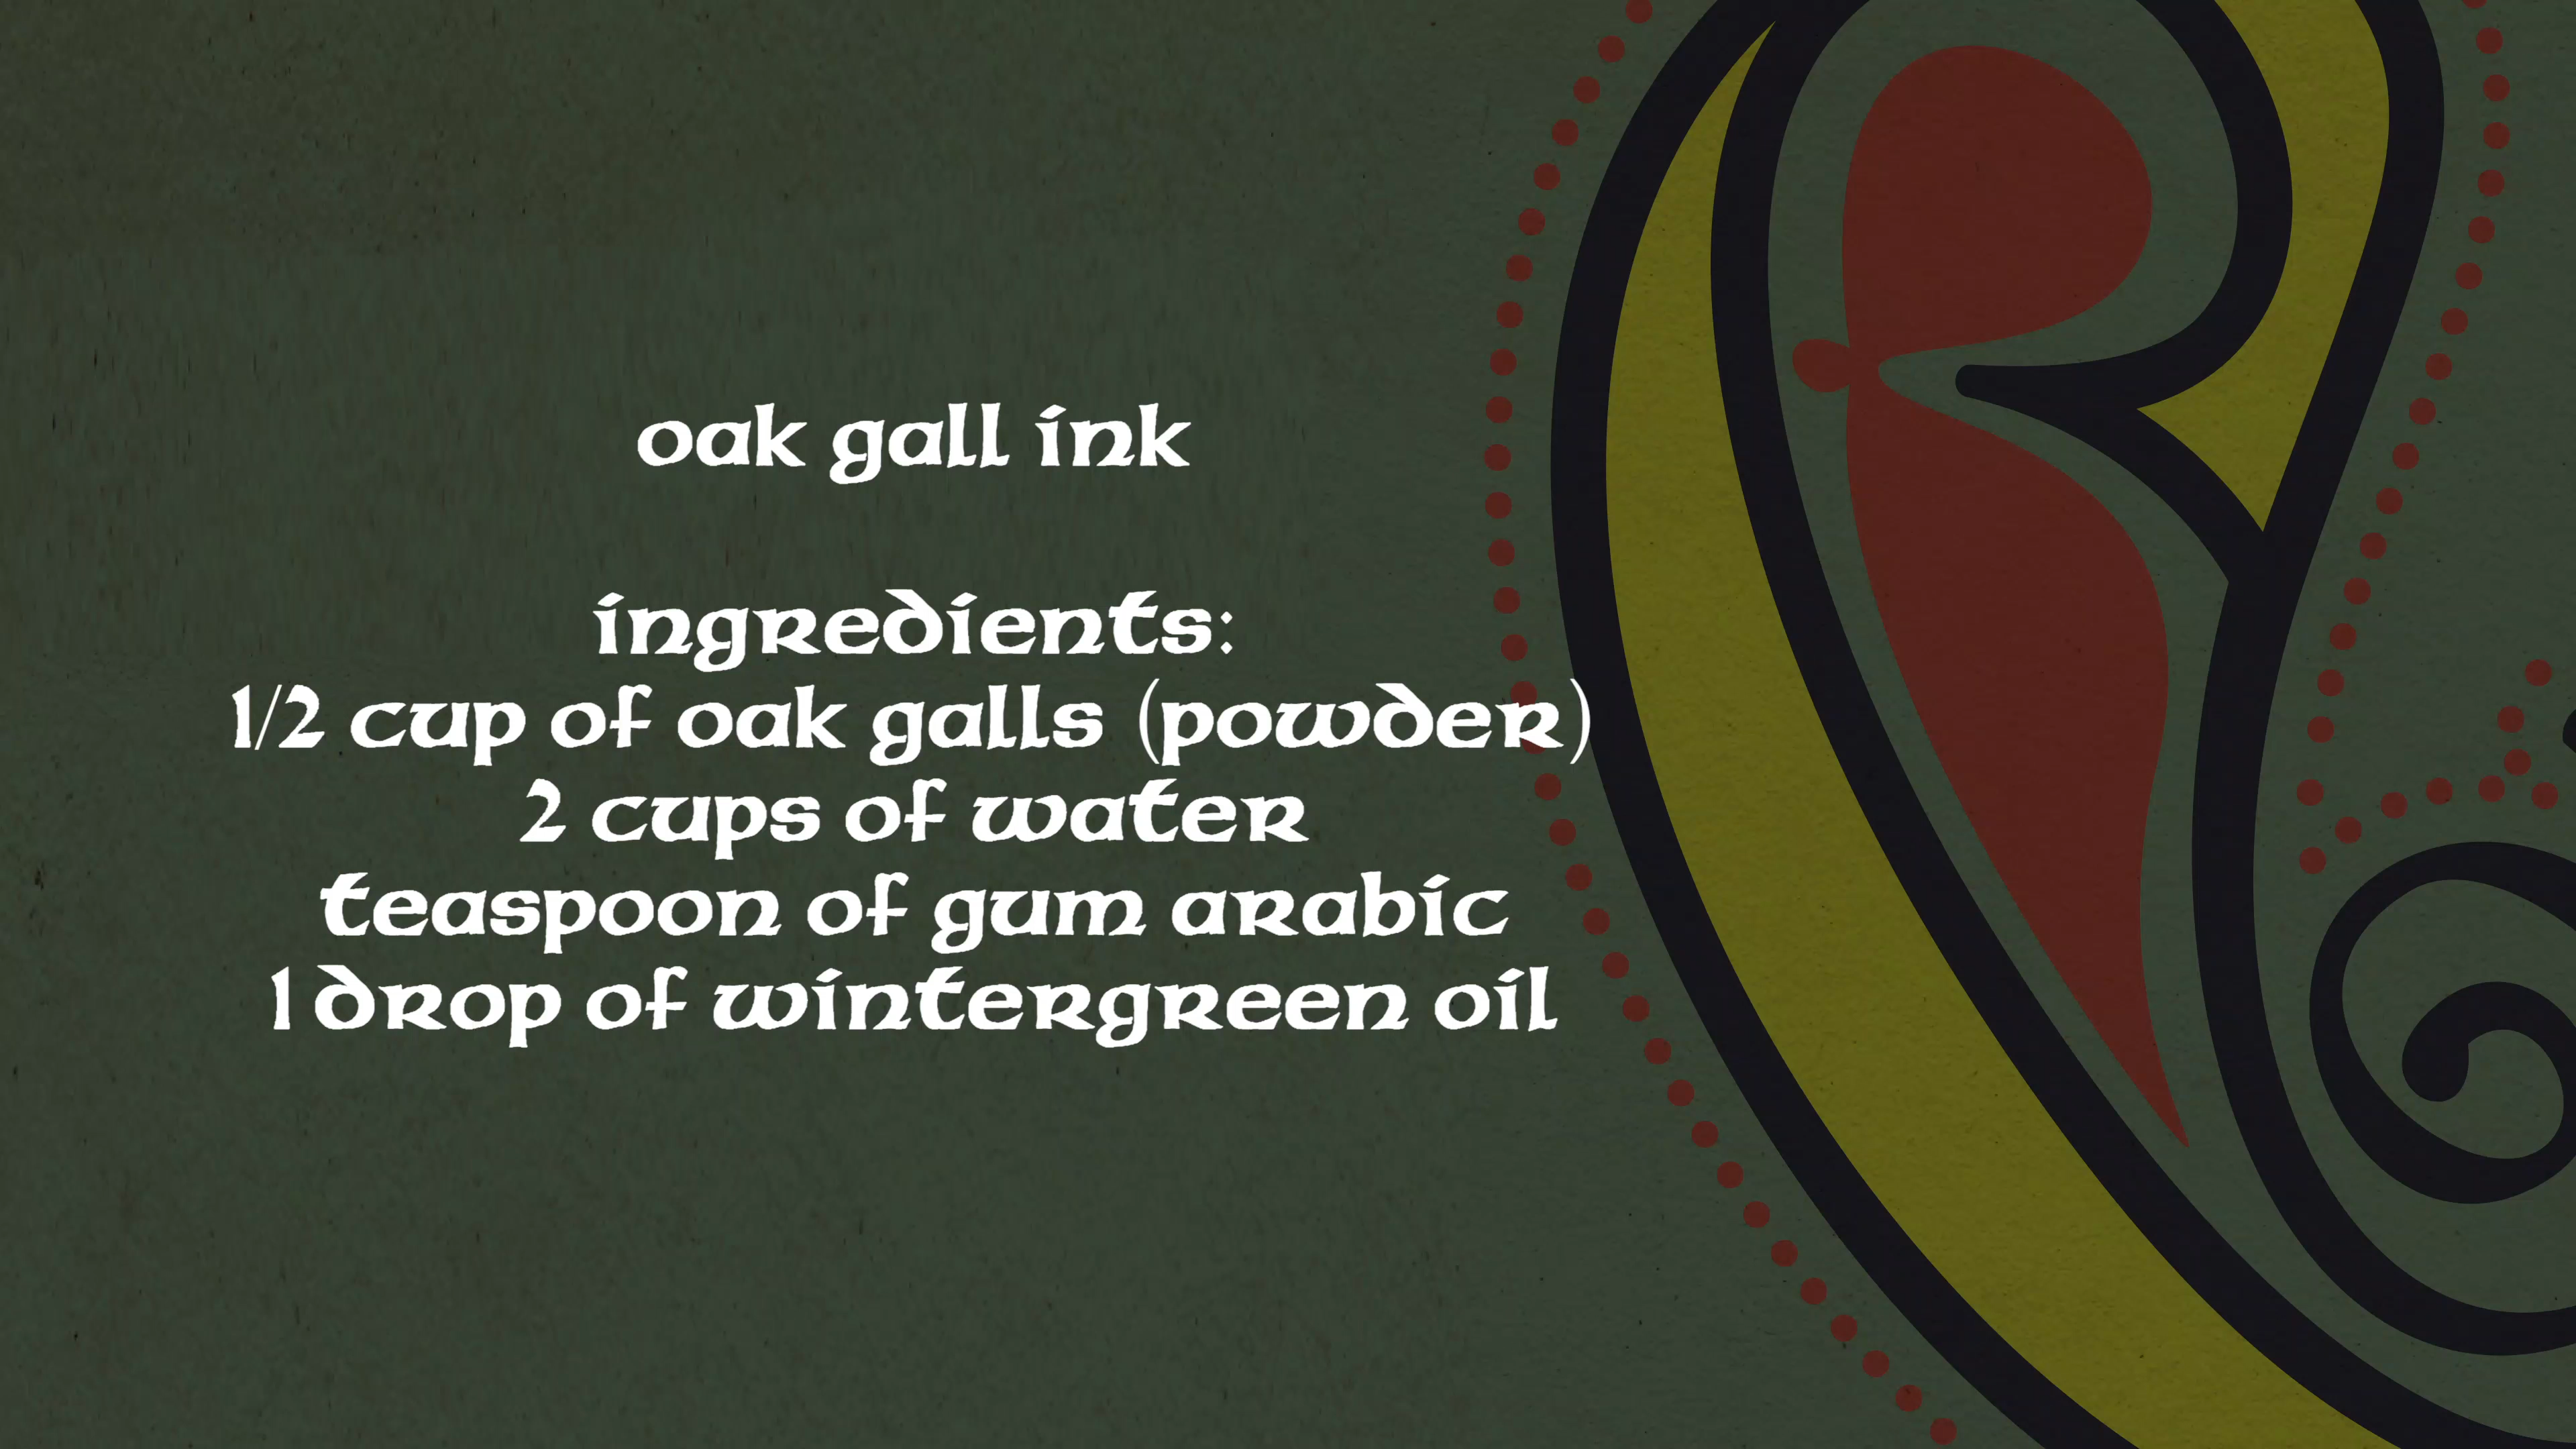 oak gall ink
ingredients:
1/2 cup of oak galls (powder)
2 cups of water
teaspoon of gum arabic
1 drop of wintergreen oil